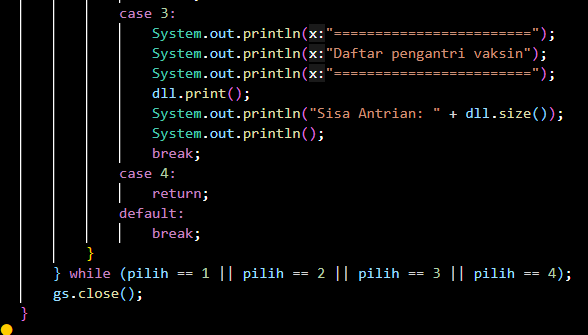 case 3:
System.out.println(x:"========================");
System.out.println(x:"Daftar pengantri vaksin");
System.out.println(x:"========================");
dll.print();
System.out.println("Sisa Antrian: " + dll.size());
System.out.println();
break;
case 4:
return;
default:
break;
}
} while (pilih == 1 || pilih == 2 || pilih == 3 || pilih == 4);
gs.close();
}